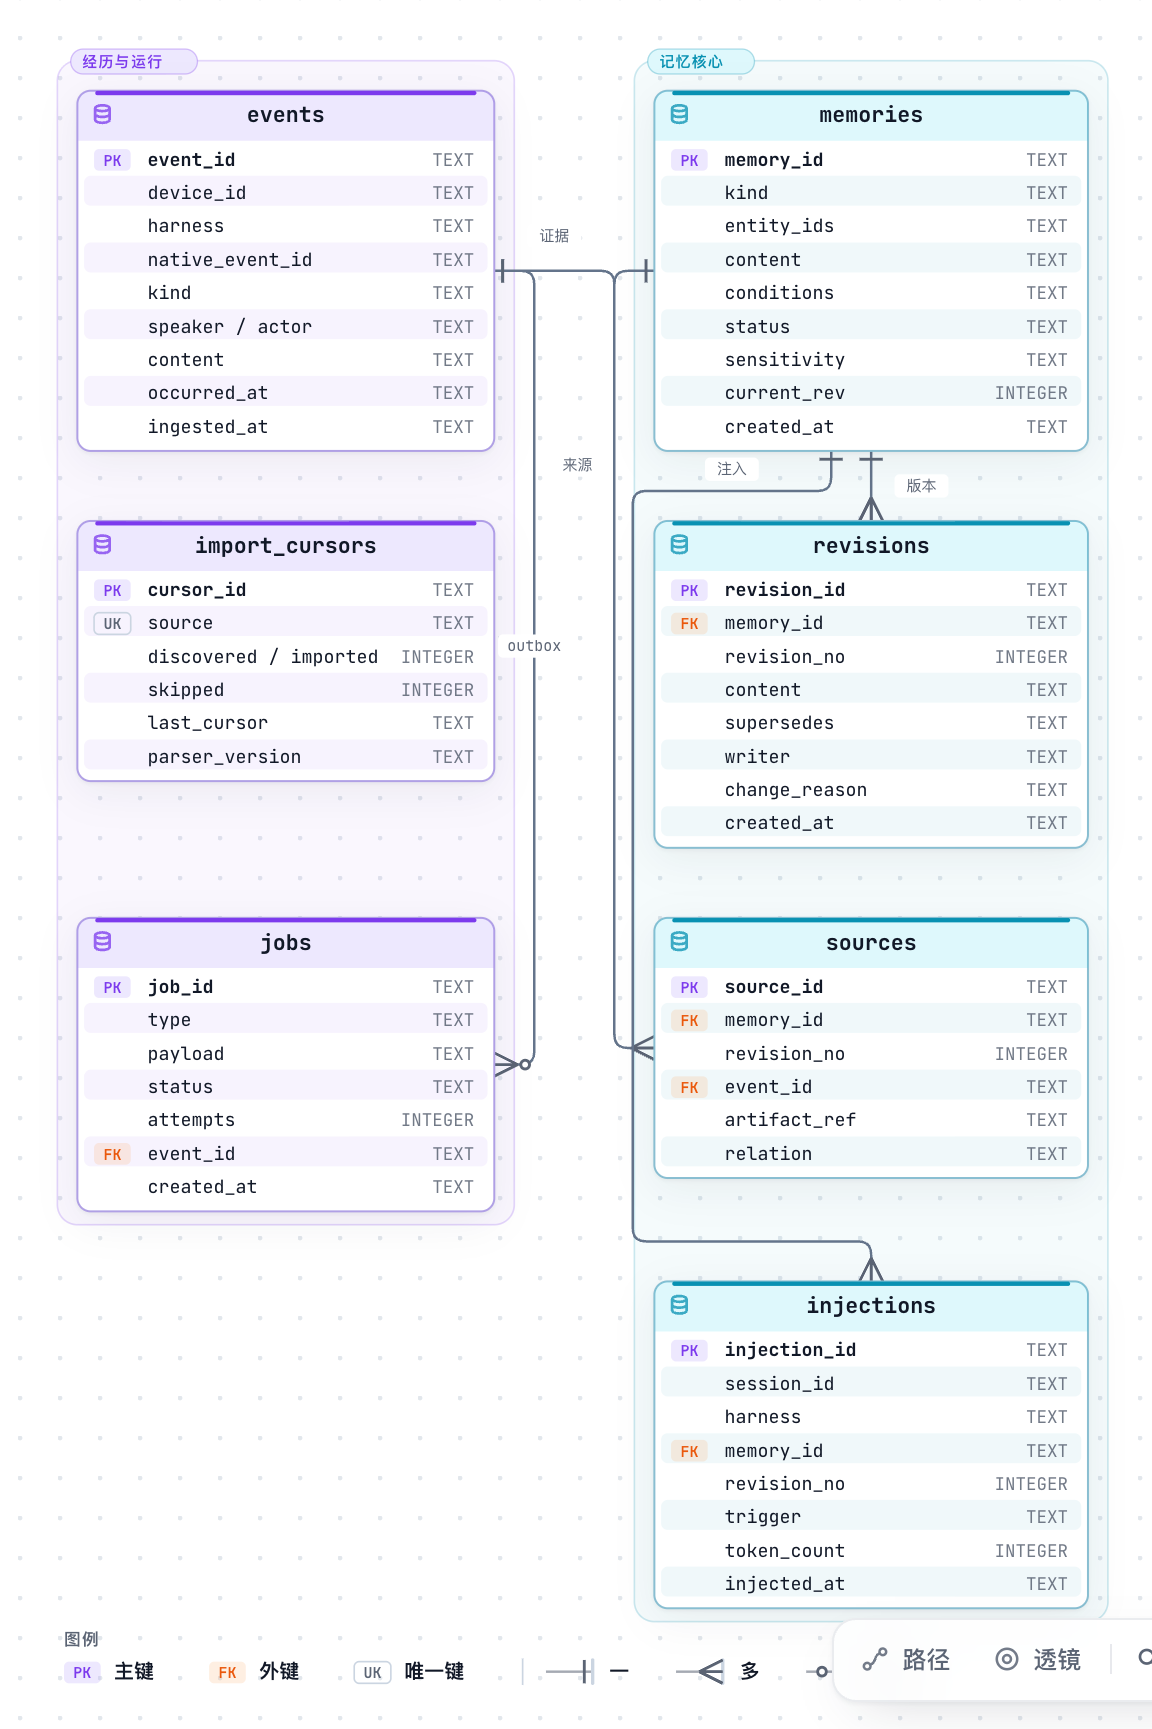 经历与运行
events
PK event_id TEXT
device_id TEXT
harness TEXT
native_event_id TEXT
kind TEXT
speaker / actor TEXT
content TEXT
occurred_at TEXT
ingested_at TEXT
import_cursors
PK cursor_id TEXT
UK source TEXT
discovered / imported INTEGER
skipped INTEGER
last_cursor TEXT
parser_version TEXT
jobs
PK job_id TEXT
type TEXT
payload TEXT
status TEXT
attempts INTEGER
FK event_id TEXT
created_at TEXT
证据
来源
outbox
记忆核心
memories
PK memory_id TEXT
kind TEXT
entity_ids TEXT
content TEXT
conditions TEXT
status TEXT
sensitivity TEXT
current_rev INTEGER
created_at TEXT
注入
版本
revisions
PK revision_id TEXT
FK memory_id TEXT
revision_no INTEGER
content TEXT
supersedes TEXT
writer TEXT
change_reason TEXT
created_at TEXT
sources
PK source_id TEXT
FK memory_id TEXT
revision_no INTEGER
FK event_id TEXT
artifact_ref TEXT
relation TEXT
injections
PK injection_id TEXT
session_id TEXT
harness TEXT
FK memory_id TEXT
revision_no INTEGER
trigger TEXT
token_count INTEGER
injected_at TEXT
图例
PK 主键 FK 外键 UK 唯一键 一 多
路径 透镜